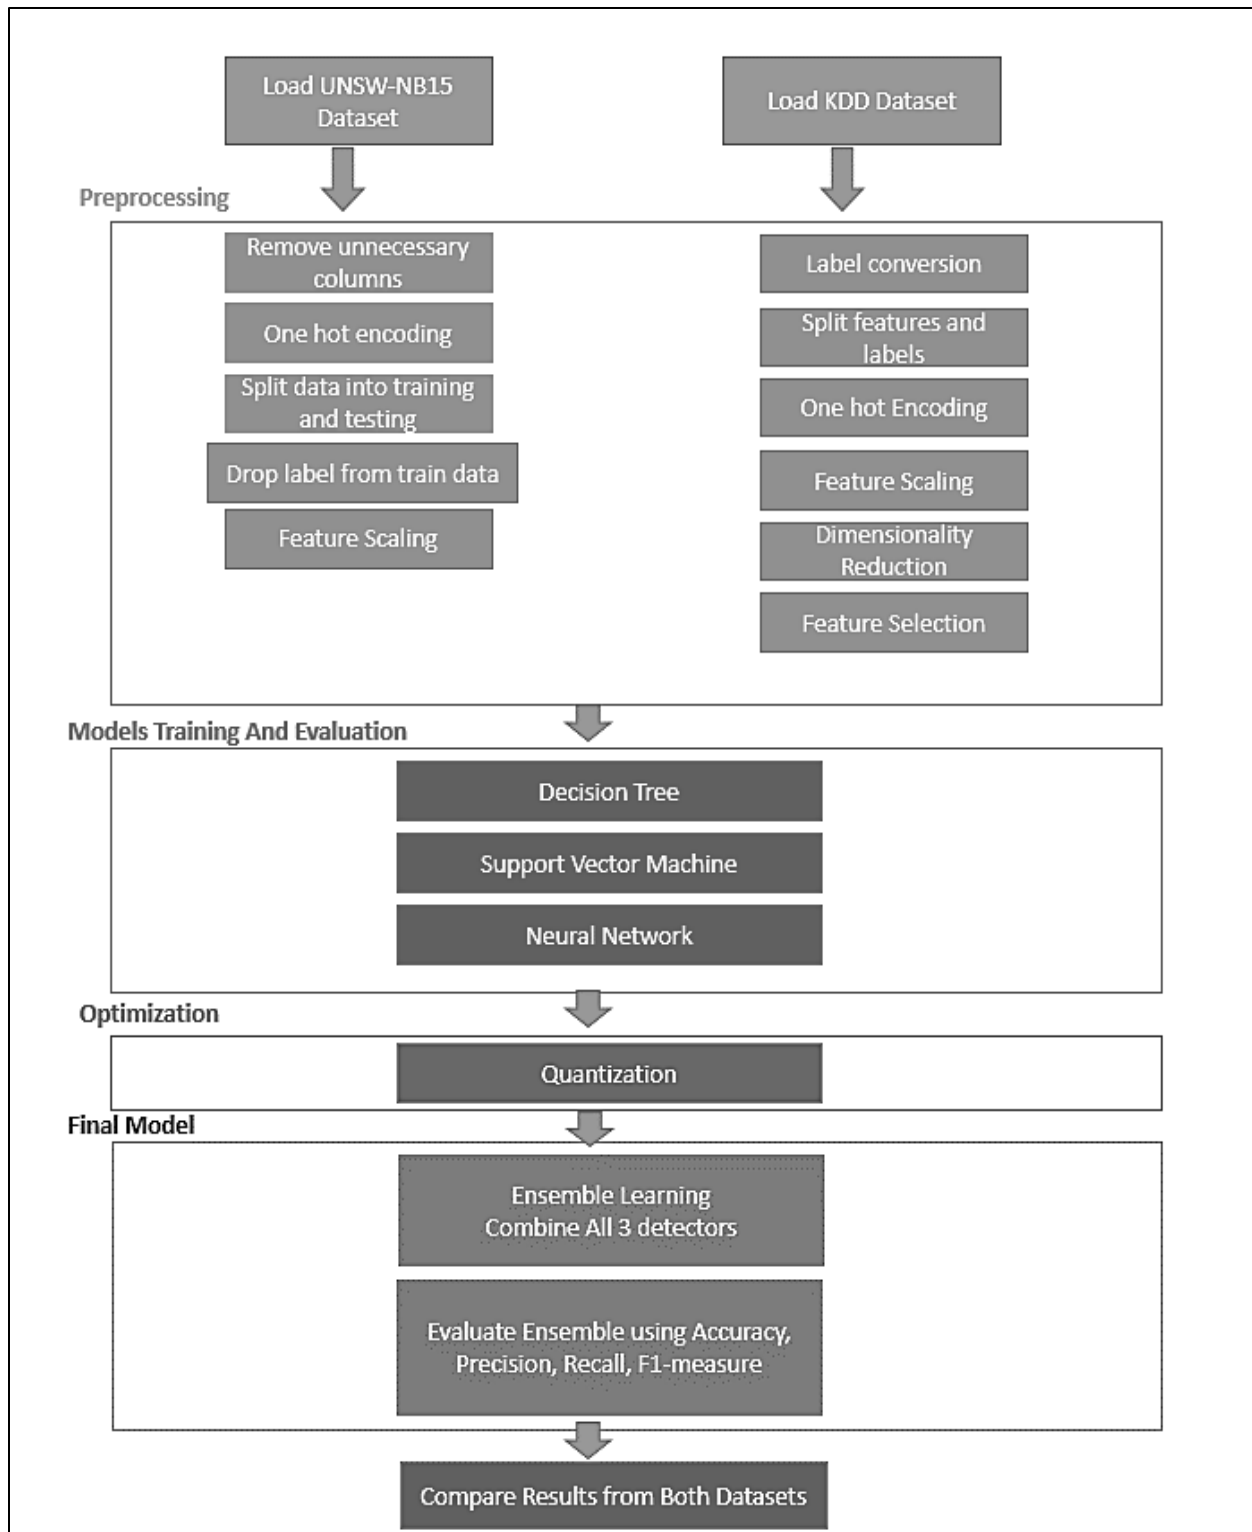 Load UNSW-NB15
Dataset
Load KDD Dataset
Preprocessing
Remove unnecessary
columns
One hot encoding
Split data into training
and testing
Drop label from train data
Feature Scaling
Label conversion
Split features and
labels
One hot Encoding
Feature Scaling
Dimensionality
Reduction
Feature Selection
Models Training And Evaluation
Decision Tree
Support Vector Machine
Neural Network
Optimization
Quantization
Final Model
Ensemble Learning
Combine All 3 detectors
Evaluate Ensemble using Accuracy,
Precision, Recall, F1-measure
Compare Results from Both Datasets